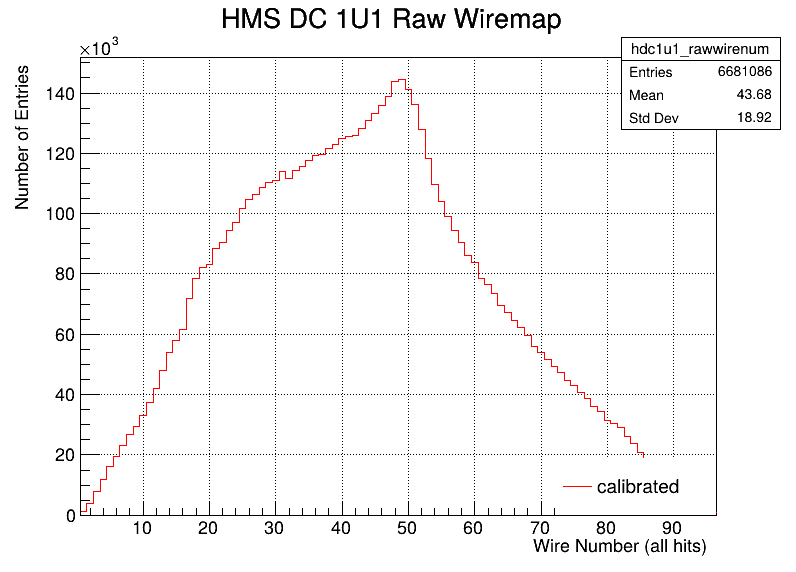 HMS DC 1U1 Raw Wiremap
×10³
hdc1u1_rawwirenum
Entries 6681086
Mean 43.68
Std Dev 18.92
Number of Entries
140
120
100
80
60
40
20
0
calibrated
10 20 30 40 50 60 70 80 90
Wire Number (all hits)